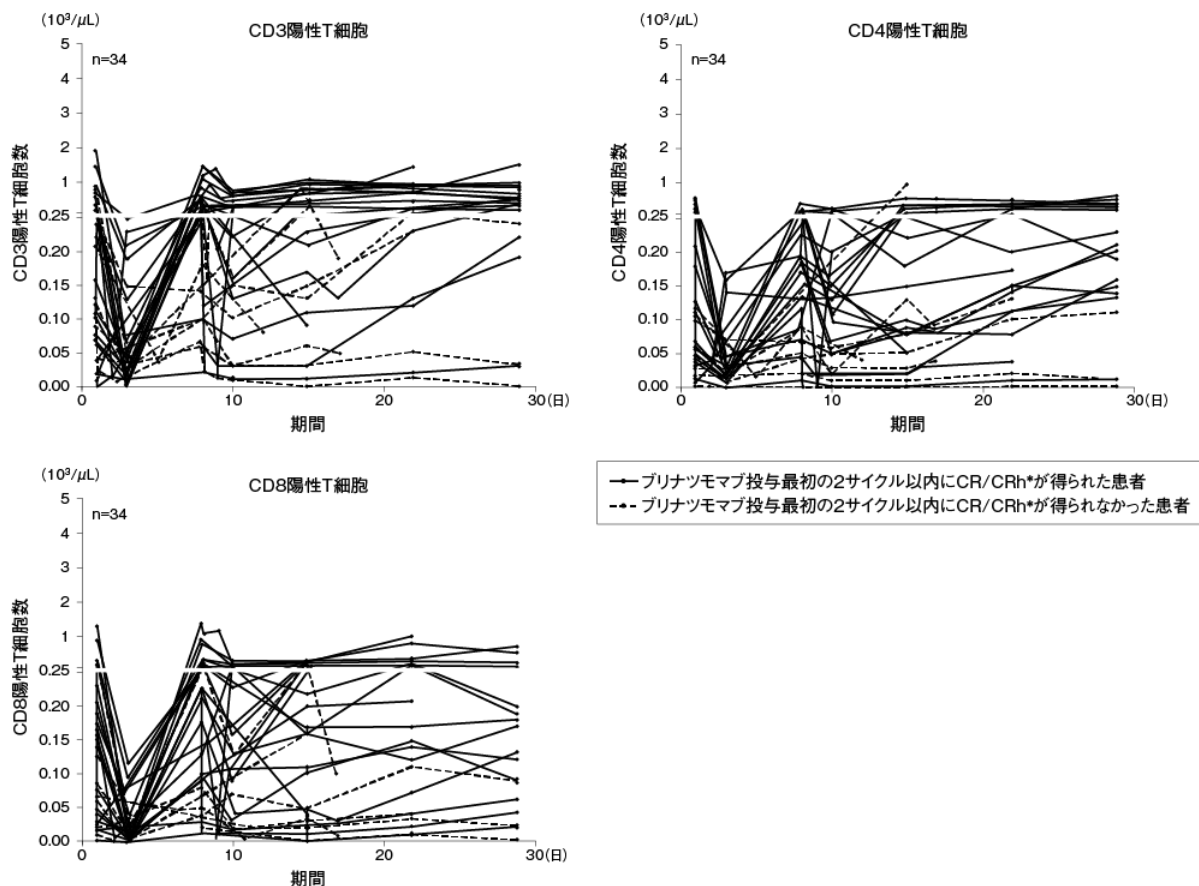 (10³/μL)
CD3陽性T細胞
n=34
CD3陽性T細胞数
5
4
3
2
1
0.25
0.20
0.15
0.10
0.05
0.00
0
10
20
30(日)
期間
(10³/μL)
CD4陽性T細胞
n=34
CD4陽性T細胞数
5
4
3
2
1
0.25
0.20
0.15
0.10
0.05
0.00
0
10
20
30(日)
期間
(10³/μL)
CD8陽性T細胞
n=34
CD8陽性T細胞数
5
4
3
2
1
0.25
0.20
0.15
0.10
0.05
0.00
0
10
20
30(日)
期間
ブリナツモマブ投与最初の2サイクル以内にCR/CRh*が得られた患者
ブリナツモマブ投与最初の2サイクル以内にCR/CRh*が得られなかった患者